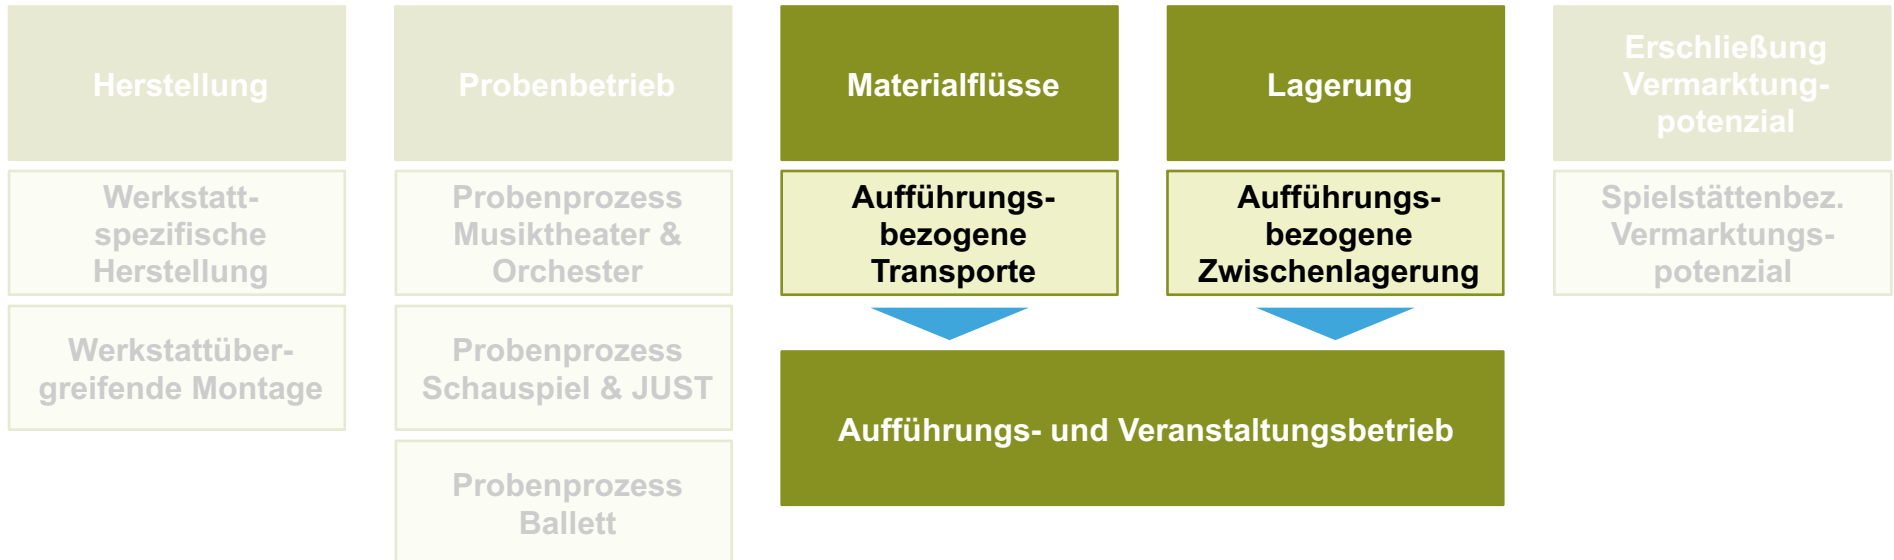 Herstellung
Werkstatt-
spezifische
Herstellung
Werkstattüber-
greifende Montage
Probenbetrieb
Probenprozess
Musiktheater &
Orchester
Probenprozess
Schauspiel & JUST
Probenprozess
Ballett
Materialflüsse
Aufführungs-
bezogene
Transporte
Lagerung
Aufführungs-
bezogene
Zwischenlagerung
Aufführungs- und Veranstaltungsbetrieb
Erschließung
Vermarktung-
potenzial
Spielstättenbez.
Vermarktungs-
potenzial